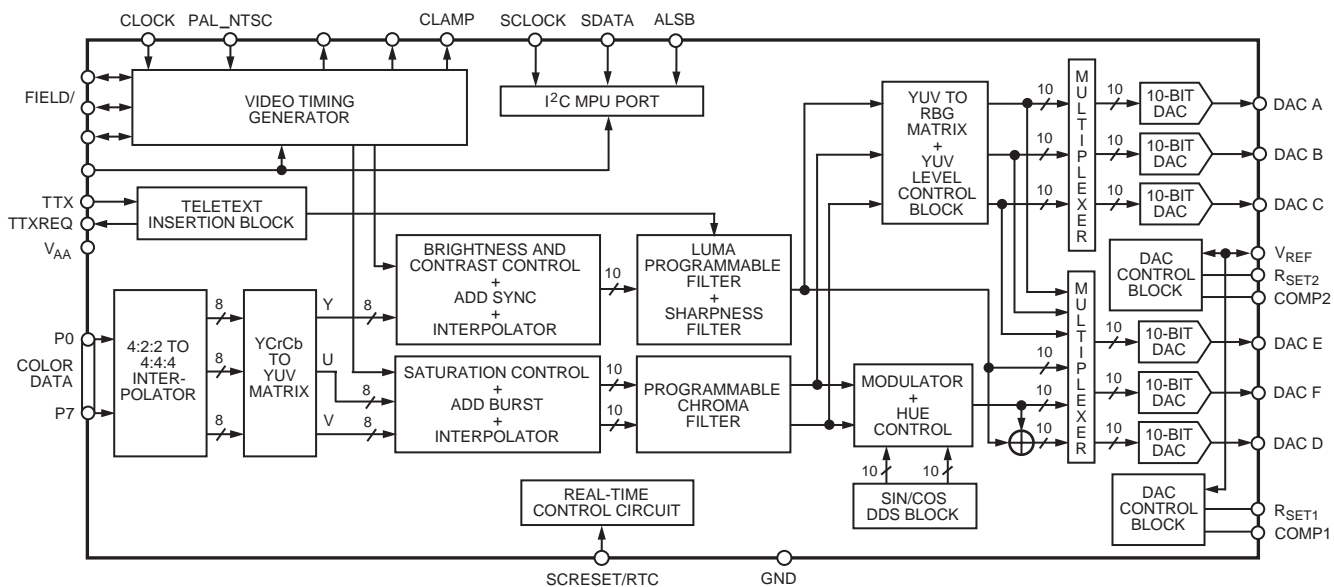 CLOCK PAL_NTSC CLAMP SCLOCK SDATA ALSB
FIELD/
VIDEO TIMING
GENERATOR
I2C MPU PORT
TTX
TTXREQ
VAA
TELETEXT
INSERTION BLOCK
P0
COLOR
DATA
P7
4:2:2 TO
4:4:4
INTER-
POLATOR
8
8
8
YCrCb
TO
YUV
MATRIX
Y
U
V
8
8
8
BRIGHTNESS AND
CONTRAST CONTROL
+
ADD SYNC
+
INTERPOLATOR
SATURATION CONTROL
+
ADD BURST
+
INTERPOLATOR
10
10
10
LUMA
PROGRAMMABLE
FILTER
+
SHARPNESS
FILTER
PROGRAMMABLE
CHROMA
FILTER
YUV TO
RBG
MATRIX
+
YUV
LEVEL
CONTROL
BLOCK
MODULATOR
+
HUE
CONTROL
10
10
SIN/COS
DDS BLOCK
REAL-TIME
CONTROL CIRCUIT
SCRESET/RTC
GND
10
10
10
MULTIPLEXER
10
10
10
10-BIT
DAC
10-BIT
DAC
10-BIT
DAC
DAC A
DAC B
DAC C
DAC
CONTROL
BLOCK
VREF
RSET2
COMP2
10
10
10
MULTIPLEXER
10
10
10
10-BIT
DAC
10-BIT
DAC
10-BIT
DAC
DAC E
DAC F
DAC D
DAC
CONTROL
BLOCK
RSET1
COMP1